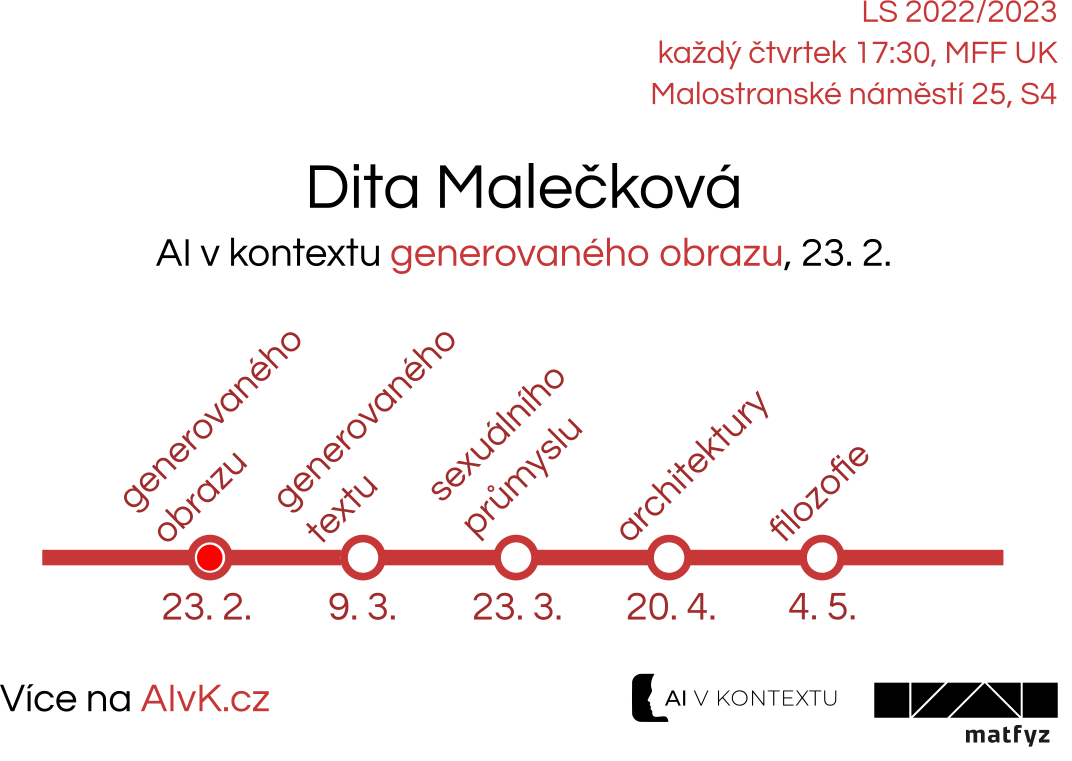 LS 2022/2023
každý čtvrtek 17:30, MFF UK
Malostranské náměstí 25, S4
Dita Malečková
AI v kontextu generovaného obrazu, 23. 2.
generovaného
obrazu
generovaného
textu
sexuálního
průmyslu
architektury
filozofie
23. 2.
9. 3.
23. 3.
20. 4.
4. 5.
Více na AIvK.cz
AI V KONTEXTU
matfyz